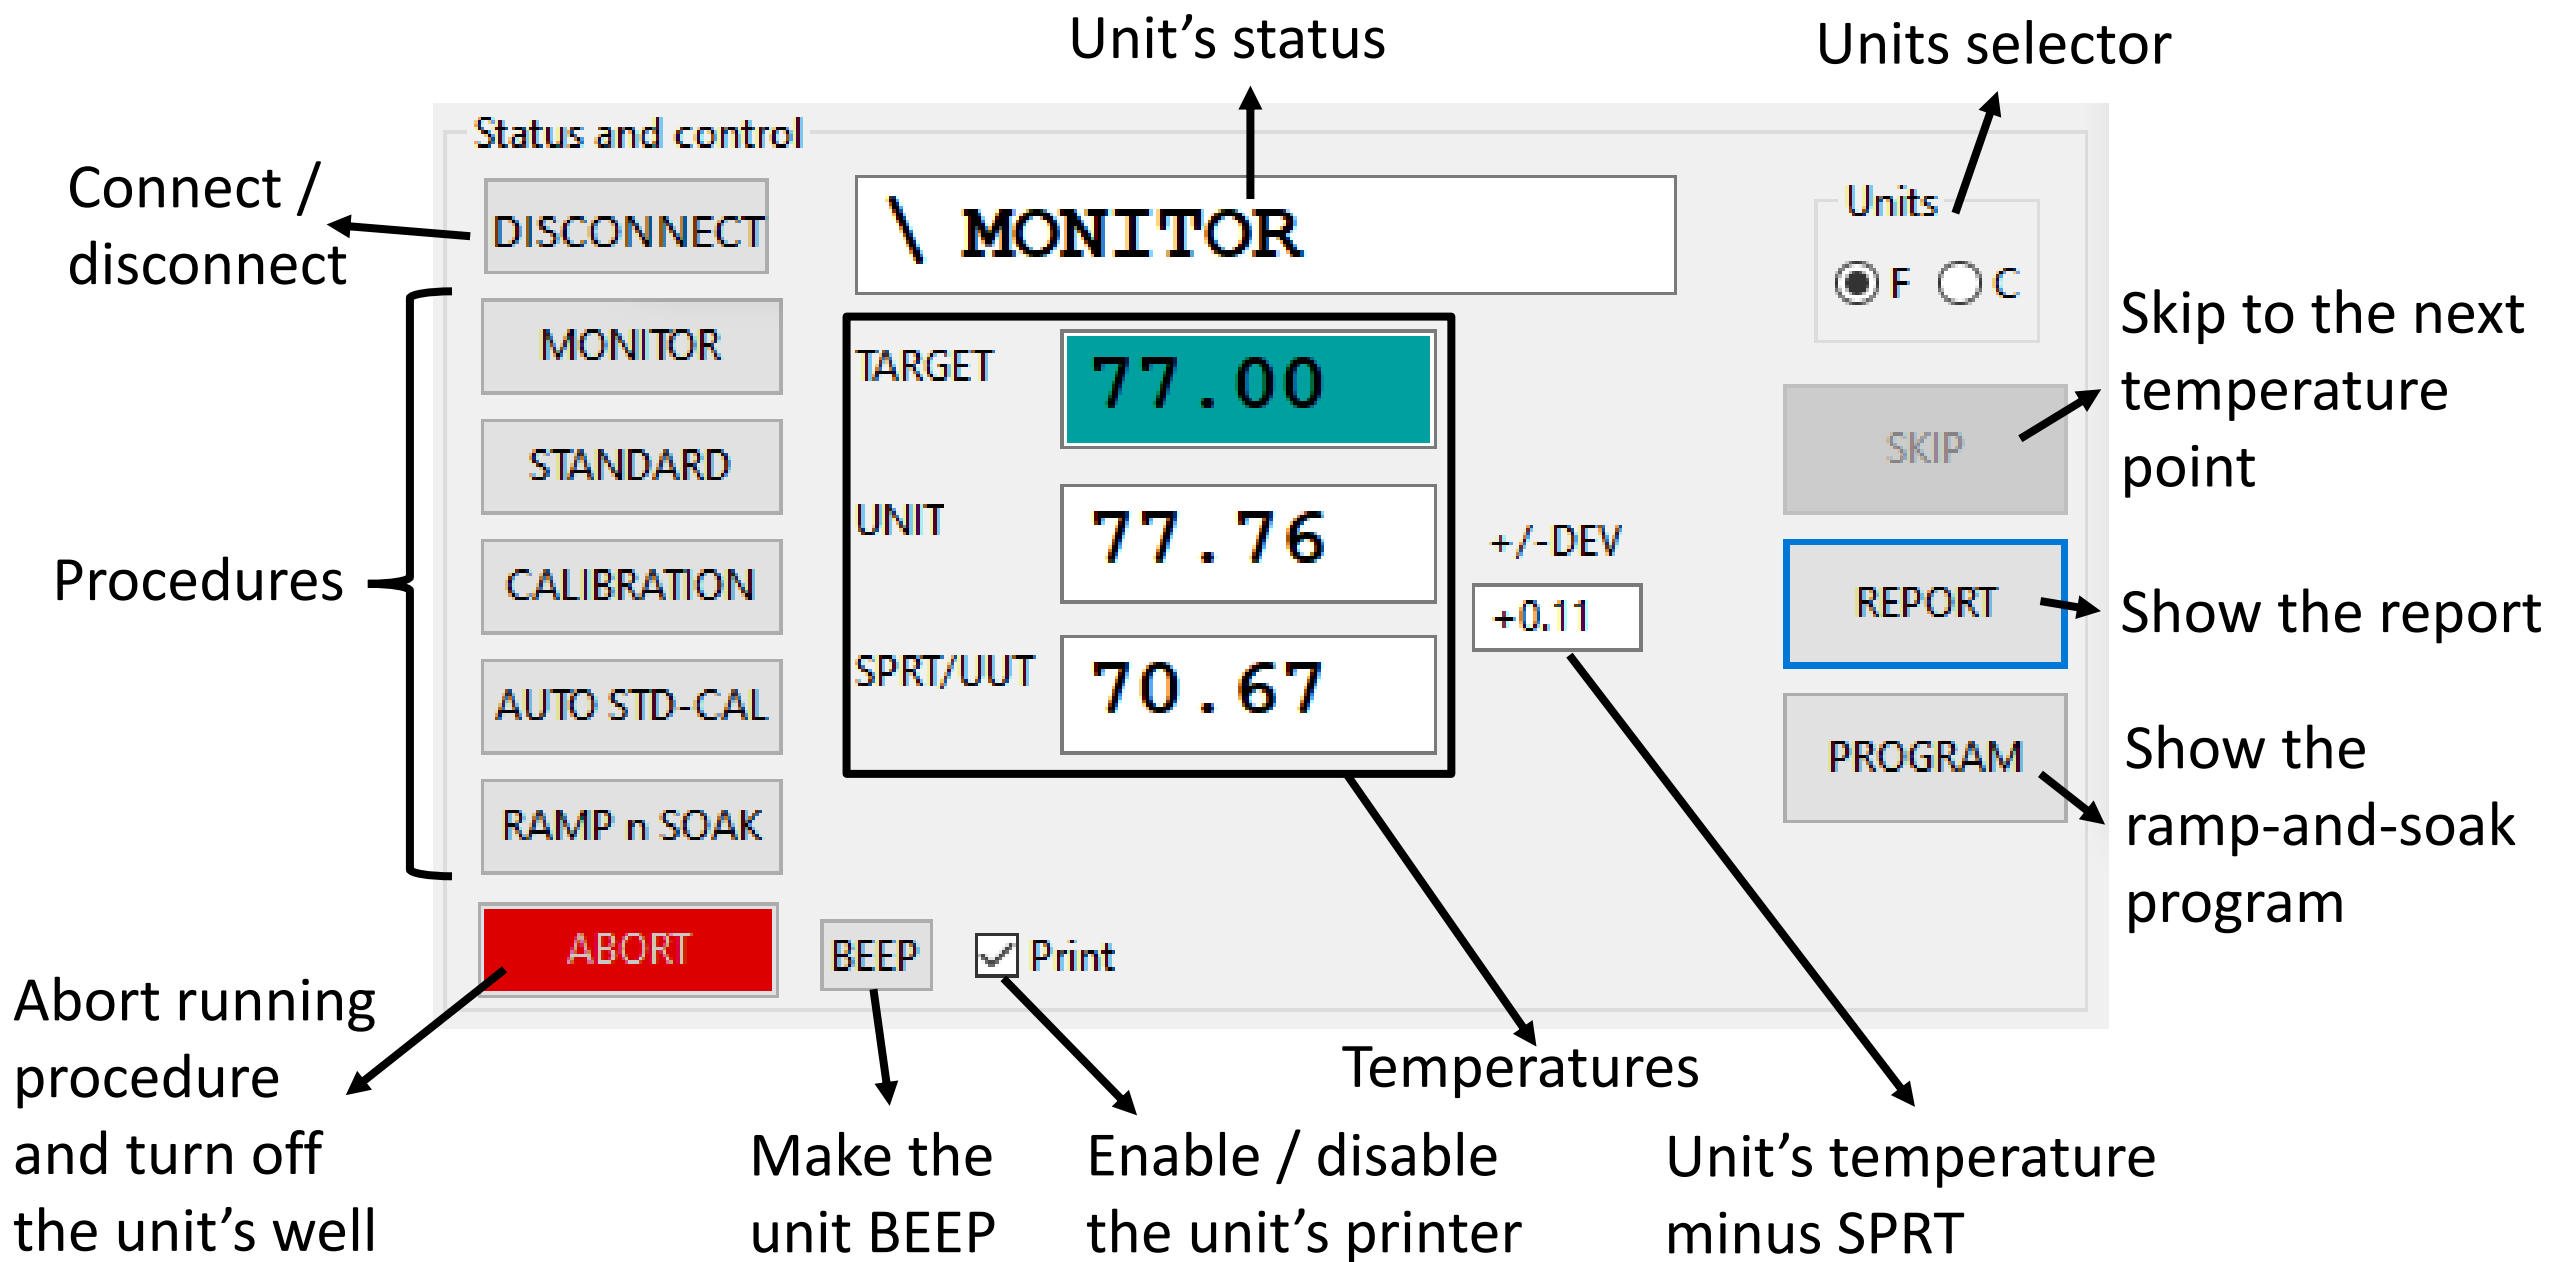 Unit’s status
Units selector
Status and control
Connect /
disconnect
DISCONNECT
\ MONITOR
Units
F C
MONITOR
STANDARD
CALIBRATION
AUTO STD-CAL
RAMP n SOAK
Procedures
TARGET
77.00
UNIT
77.76
SPRT/UUT
70.67
+/-DEV
+0.11
SKIP
REPORT
PROGRAM
Skip to the next
temperature
point
Show the report
Show the
ramp-and-soak
program
ABORT
BEEP
Print
Abort running
procedure
and turn off
the unit’s well
Make the
unit BEEP
Enable / disable
the unit’s printer
Temperatures
Unit’s temperature
minus SPRT